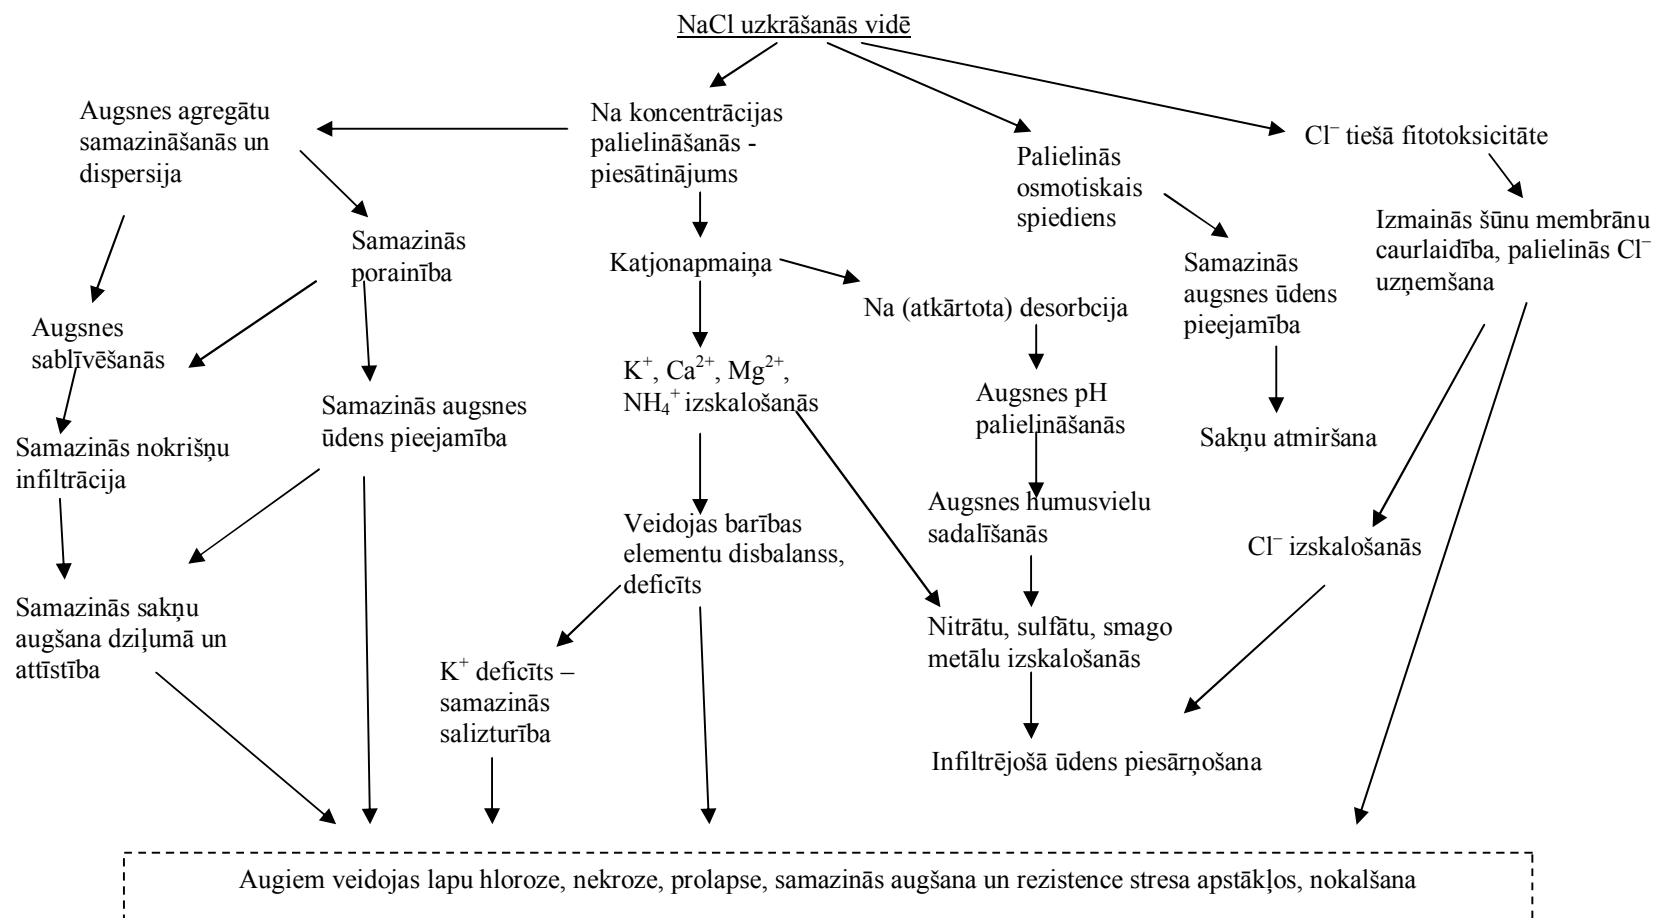 NaCl uzkrāšanās vidē
Augsnes agregātu
samazināšanās un
dispersija
Na koncentrācijas
palielināšanās -
piesātinājums
Palielinās
osmotiskais
spiediens
Cl⁻ tiešā fitotoksicitāte
Izmainās šūnu membrānu
caurlaidība, palielinās Cl⁻
uzņemšana
Samazinās
porainība
Katjonapmaiņa
Samazinās
augsnes ūdens
pieejamība
Na (atkārtota) desorbcija
Augsnes
sablīvēšanās
K⁺, Ca²⁺, Mg²⁺,
NH₄⁺ izskalošanās
Augsnes pH
palielināšanās
Samazinās augsnes
ūdens pieejamība
Sakņu atmiršana
Samazinās nokrišņu
infiltrācija
Augsnes humusvielu
sadalīšanās
Veidojas barības
elementu disbalanss,
deficīts
Cl⁻ izskalošanās
Samazinās sakņu
augšana dziļumā un
attīstība
Nitrātu, sulfātu, smago
metālu izskalošanās
K⁺ deficīts –
samazinās
salizturība
Infiltrējošā ūdens piesārņošana
Augiem veidojas lapu hloroze, nekroze, prolapse, samazinās augšana un rezistence stresa apstākļos, nokalšana